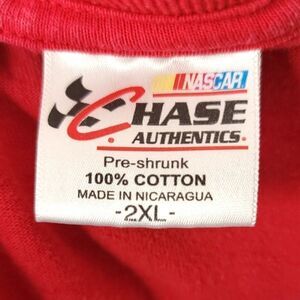 NASCAR
CHASE
AUTHENTICS.
Pre-shrunk
100% COTTON
MADE IN NICARAGUA
-2XL-